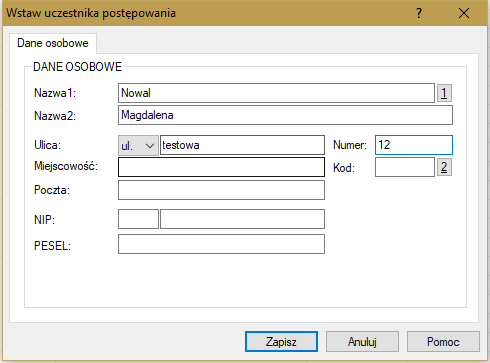 Wstaw uczestnika postępowania ?
Dane osobowe
DANE OSOBOWE
Nazwa1: Nowal 1
Nazwa2: Magdalena
Ulica: ul. testowa Numer: 12
Miejscowość: Kod: 2
Poczta:
NIP:
PESEL:
Zapisz Anuluj Pomoc